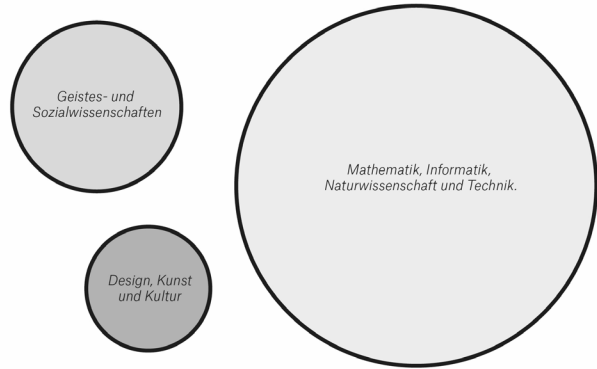 Geistes- und
Sozialwissenschaften
Mathematik, Informatik,
Naturwissenschaft und Technik.
Design, Kunst
und Kultur